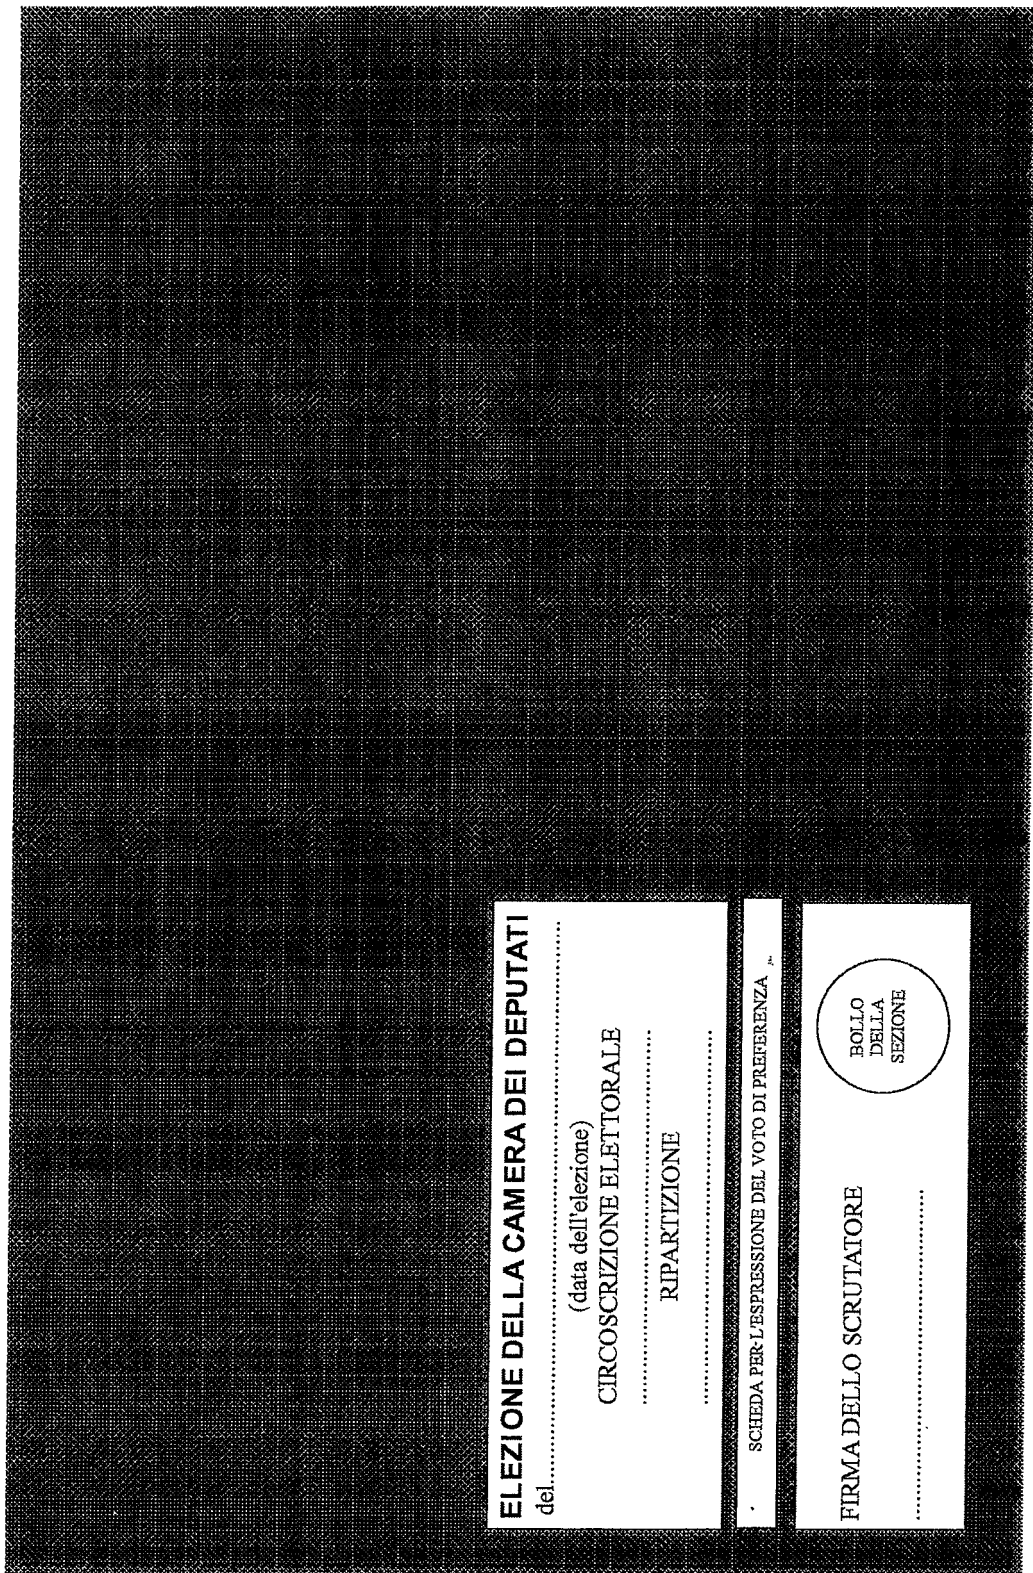 ELEZIONE DELLA CAMERA DEI DEPUTATI
del..........................................................................................
(data dell'elezione)
CIRCOSCRIZIONE ELETTORALE
..........................................................
RIPARTIZIONE
..........................................................
SCHEDA PER L'ESPRESSIONE DEL VOTO DI PREFERENZA
FIRMA DELLO SCRUTATORE
..........................................................
BOLLO
DELLA
SEZIONE